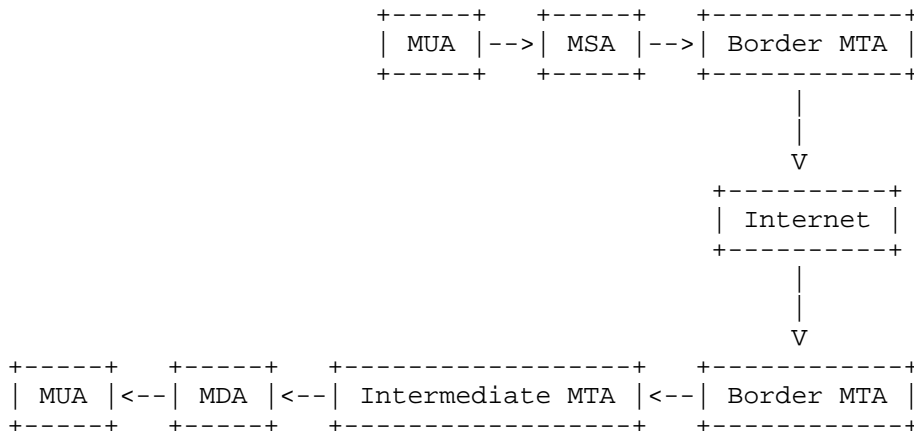 MUA MSA Border MTA
Internet
MUA MDA Intermediate MTA Border MTA